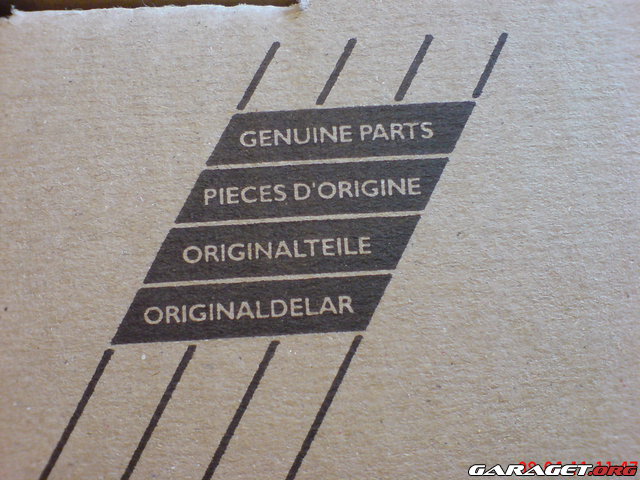 GENUINE PARTS
PIECES D'ORIGINE
ORIGINALTEILE
ORIGINALDELAR
GARAGET.ORG